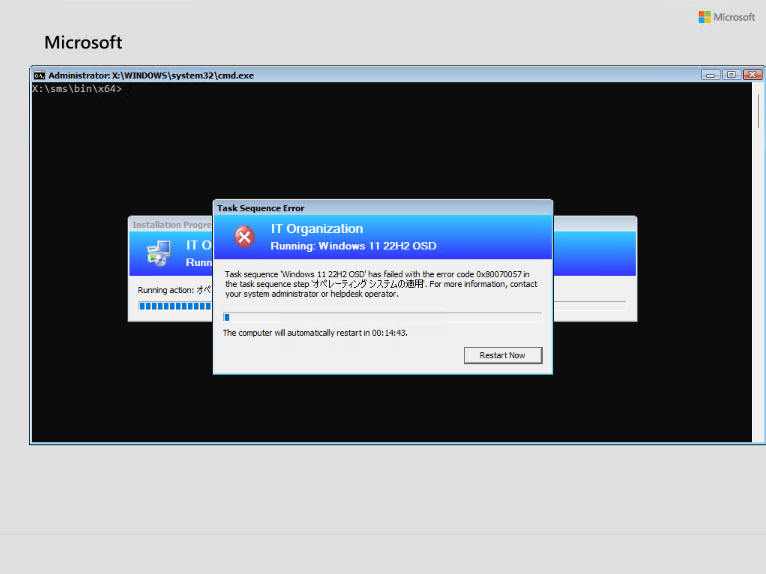 Microsoft
Microsoft
Administrator: X:\WINDOWS\system32\cmd.exe
X:\sms\bin\x64>
Task Sequence Error
Installation Progre
IT Organization
Running: Windows 11 22H2 OSD
IT O
Runn
Task sequence 'Windows 11 22H2 OSD' has failed with the error code 0x80070057 in
the task sequence step 'オペレーティング システムの適用'. For more information, contact
your system administrator or helpdesk operator.
Running action: オペ
The computer will automatically restart in 00:14:43.
Restart Now